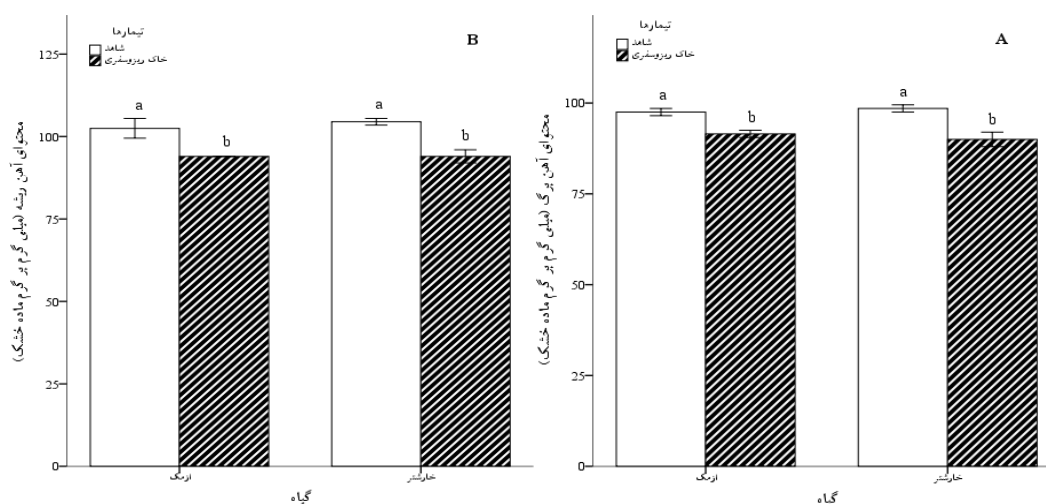 B
تیمارها
شاهد
خاک ریزوسفری
محتوای آهن ریشه (میلی گرم بر گرم ماده خشک)
125
100
75
50
25
0
a
b
a
b
ازمک
خارشتر
گیاه
A
تیمارها
شاهد
خاک ریزوسفری
محتوای آهن برگ (میلی گرم بر گرم ماده خشک)
100
75
50
25
0
a
b
a
b
ازمک
خارشتر
گیاه